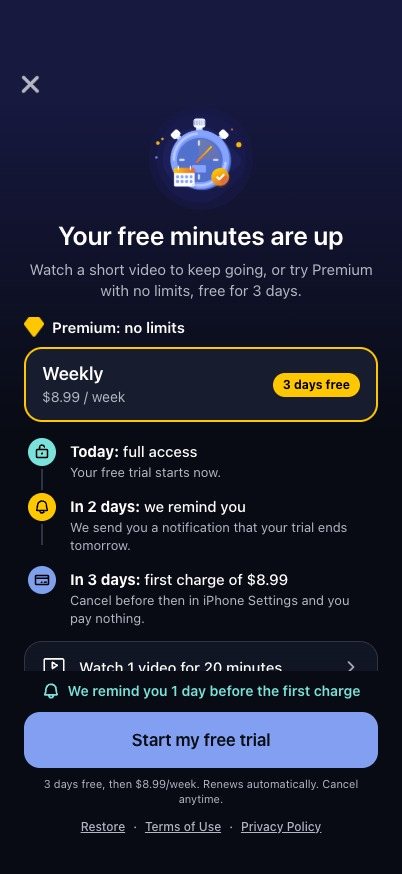 Your free minutes are up
Watch a short video to keep going, or try Premium
with no limits, free for 3 days.
Premium: no limits
Weekly
$8.99 / week
3 days free
Today: full access
Your free trial starts now.
In 2 days: we remind you
We send you a notification that your trial ends
tomorrow.
In 3 days: first charge of $8.99
Cancel before then in iPhone Settings and you
pay nothing.
Watch 1 video for 20 minutes
We remind you 1 day before the first charge
Start my free trial
3 days free, then $8.99/week. Renews automatically. Cancel
anytime.
Restore · Terms of Use · Privacy Policy